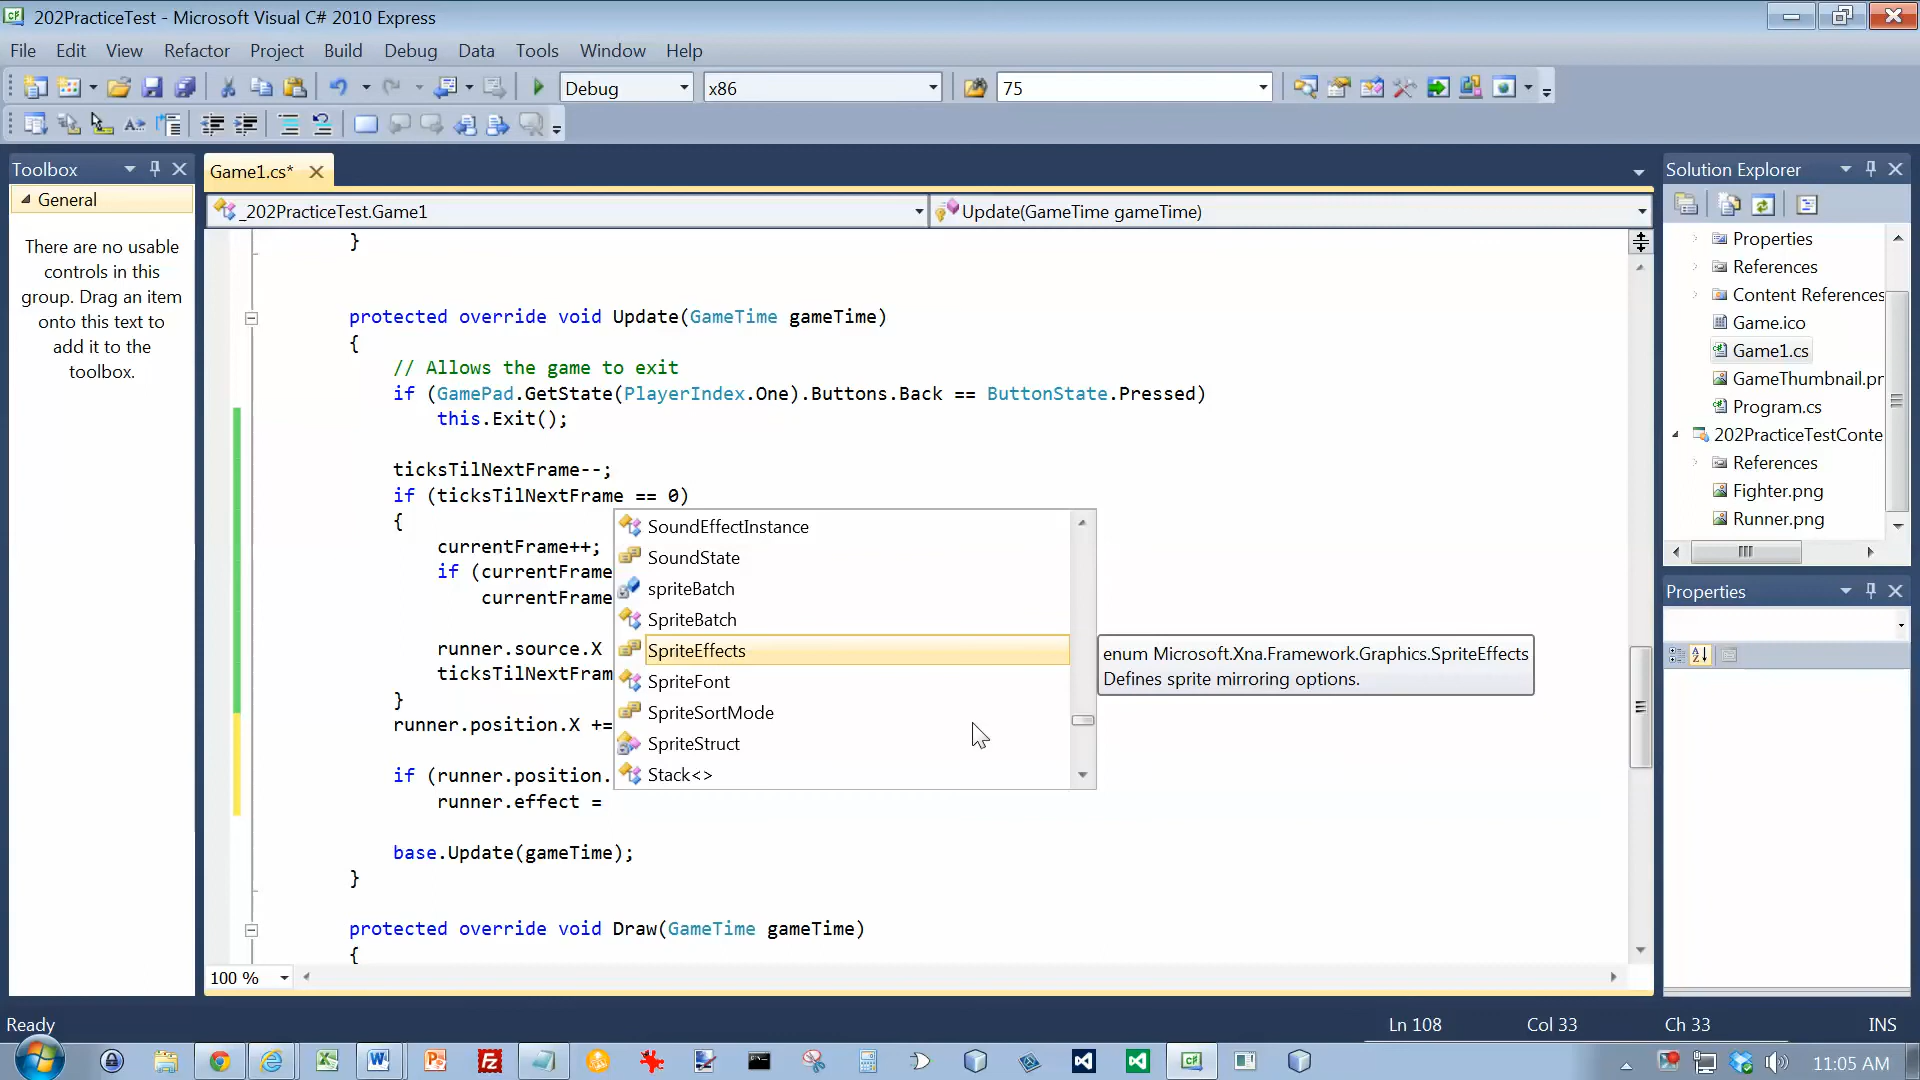 202PracticeTest - Microsoft Visual C# 2010 Express
File Edit View Refactor Project Build Debug Data Tools Window Help
Debug x86 75
Toolbox
General
There are no usable
controls in this
group. Drag an item
onto this text to
add it to the
toolbox.
Game1.cs*
_202PracticeTest.Game1
Update(GameTime gameTime)
}
protected override void Update(GameTime gameTime)
{
// Allows the game to exit
if (GamePad.GetState(PlayerIndex.One).Buttons.Back == ButtonState.Pressed)
this.Exit();
ticksTilNextFrame--;
if (ticksTilNextFrame == 0)
{
currentFrame++;
if (currentFrame
currentFrame
runner.source.X
ticksTilNextFram
}
runner.position.X +=
if (runner.position.
runner.effect =
base.Update(gameTime);
}
protected override void Draw(GameTime gameTime)
{
SoundEffectInstance
SoundState
spriteBatch
SpriteBatch
SpriteEffects
SpriteFont
SpriteSortMode
SpriteStruct
Stack<>
enum Microsoft.Xna.Framework.Graphics.SpriteEffects
Defines sprite mirroring options.
100 %
Solution Explorer
Properties
References
Content References
Game.ico
Game1.cs
GameThumbnail.pr
Program.cs
202PracticeTestConte
References
Fighter.png
Runner.png
Properties
Ready
Ln 108 Col 33 Ch 33 INS
11:05 AM